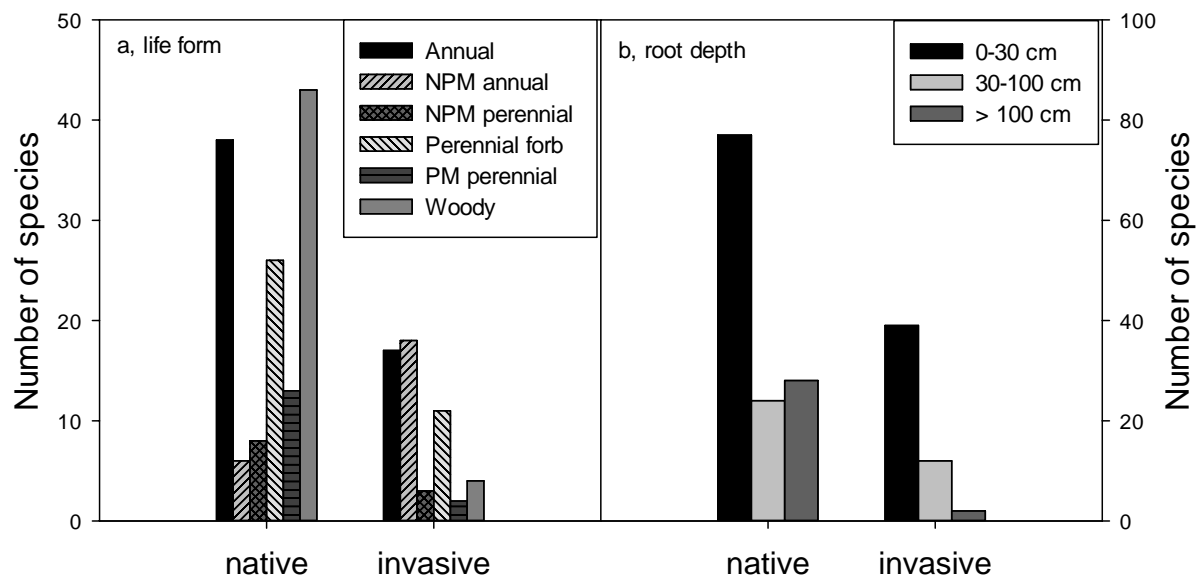 a, life form
Annual
NPM annual
NPM perennial
Perennial forb
PM perennial
Woody
Number of species
50
40
30
20
10
0
native
invasive
b, root depth
0-30 cm
30-100 cm
> 100 cm
100
80
60
40
20
0
Number of species
native
invasive